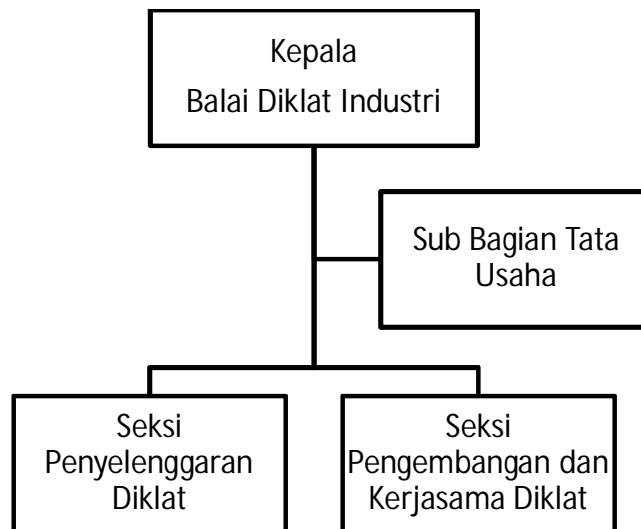 Kepala
Balai Diklat Industri
Sub Bagian Tata
Usaha
Seksi
Penyelenggaran
Diklat
Seksi
Pengembangan dan
Kerjasama Diklat